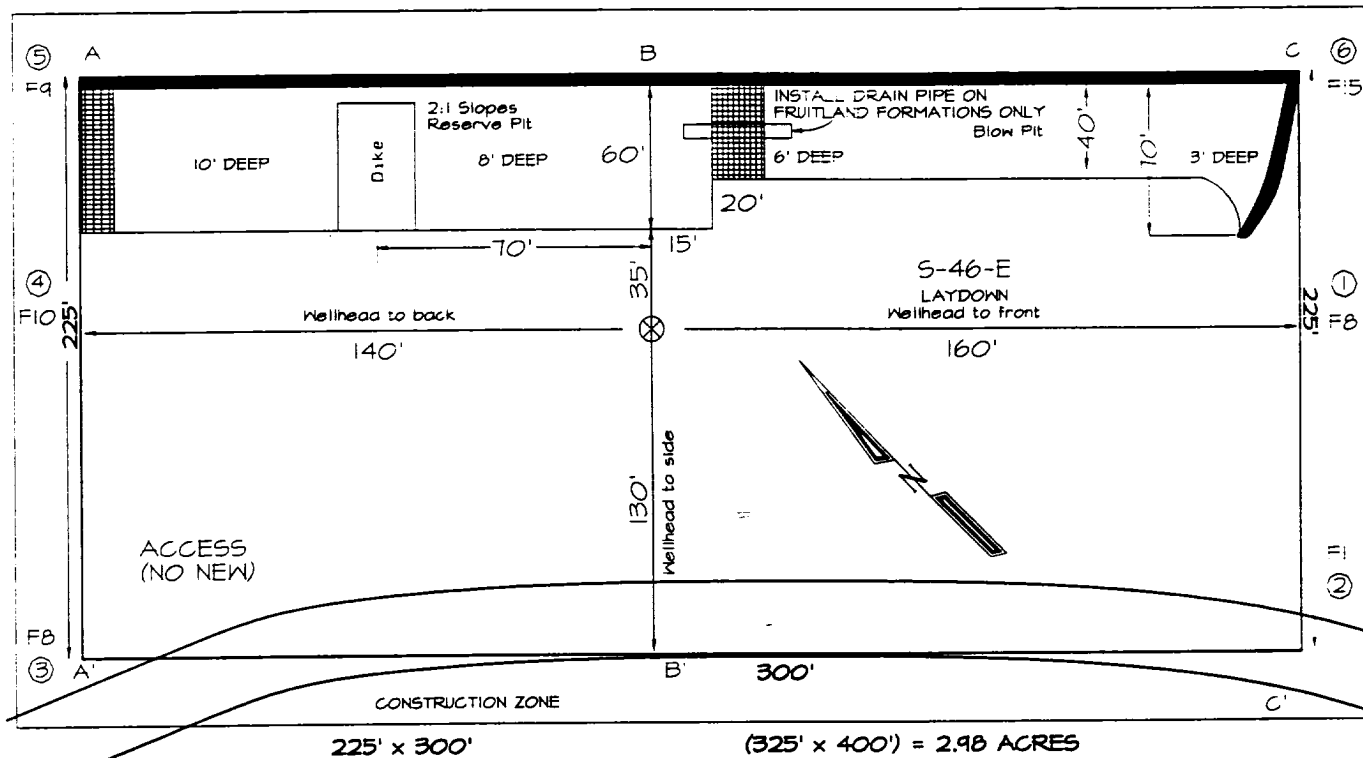 A B C
5 6
F9 F15
2:1 Slopes
Reserve Pit
INSTALL DRAIN PIPE ON
FRUITLAND FORMATIONS ONLY
Blow Pit
10' DEEP
Dike
8' DEEP
60'
6' DEEP
40'
10'
3' DEEP
20'
70'
15'
35'
S-46-E
LAYDOWN
4 1
F10 F8
225'
Wellhead to back
140'
Wellhead to front
160'
225'
130'
Wellhead to side
N
ACCESS
(NO NEW)
F1
2
F8
3 A' B' 300' C'
CONSTRUCTION ZONE
225' x 300' (325' x 400') = 2.98 ACRES